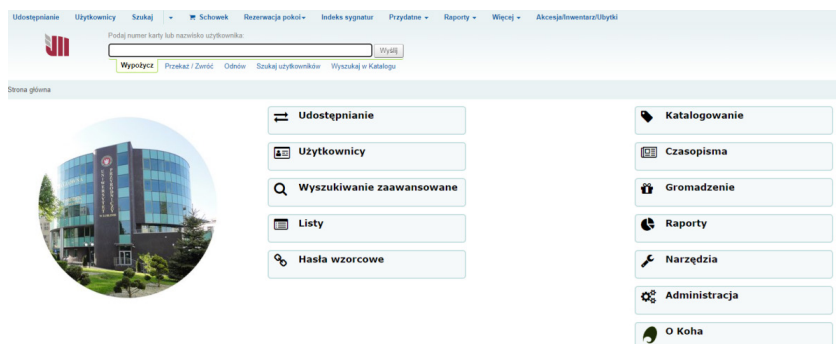 Udostępnianie Użytkownicy Szukaj Schowek Rezerwacja pokoi Indeks sygnatur Przydatne Raporty Więcej Akcesja/Inwentarz/Ubytki
Podaj numer karty lub nazwisko użytkownika:
Wyślij
Wypożycz Przekaż / Zwróć Odnów Szukaj użytkowników Wyszukaj w Katalogu
Strona główna
Udostępnianie
Katalogowanie
Użytkownicy
Czasopisma
Wyszukiwanie zaawansowane
Gromadzenie
Listy
Raporty
Hasła wzorcowe
Narzędzia
Administracja
O Koha